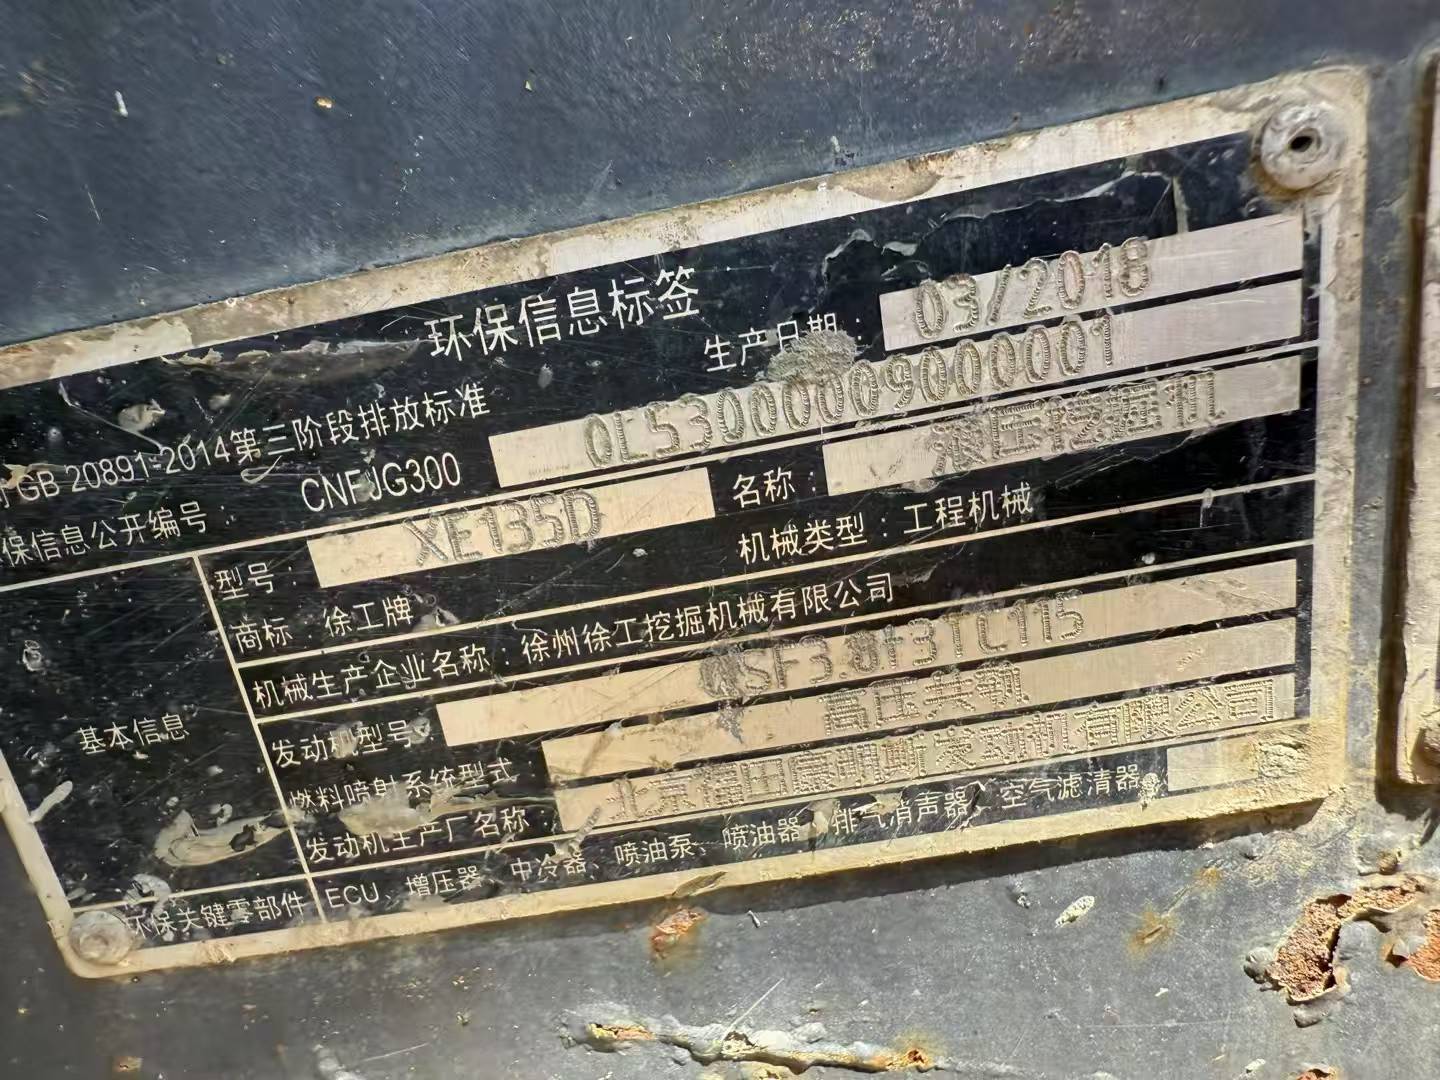 环保信息标签
生产日期: 03/2018
GB 20891-2014第三阶段排放标准
保信息公开编号: CNFJG300 0L53000009000001
型号: XE135D 名称: 液压挖掘机
商标: 徐工牌 机械类型: 工程机械
机械生产企业名称: 徐州徐工挖掘机械有限公司
发动机型号:
燃料喷射系统型式 高压共轨
发动机生产厂名称: 北京福田康明斯发动机有限公司
基本信息
环保关键零部件 ECU、增压器、中冷器、喷油泵、喷油器、排气消声器、空气滤清器